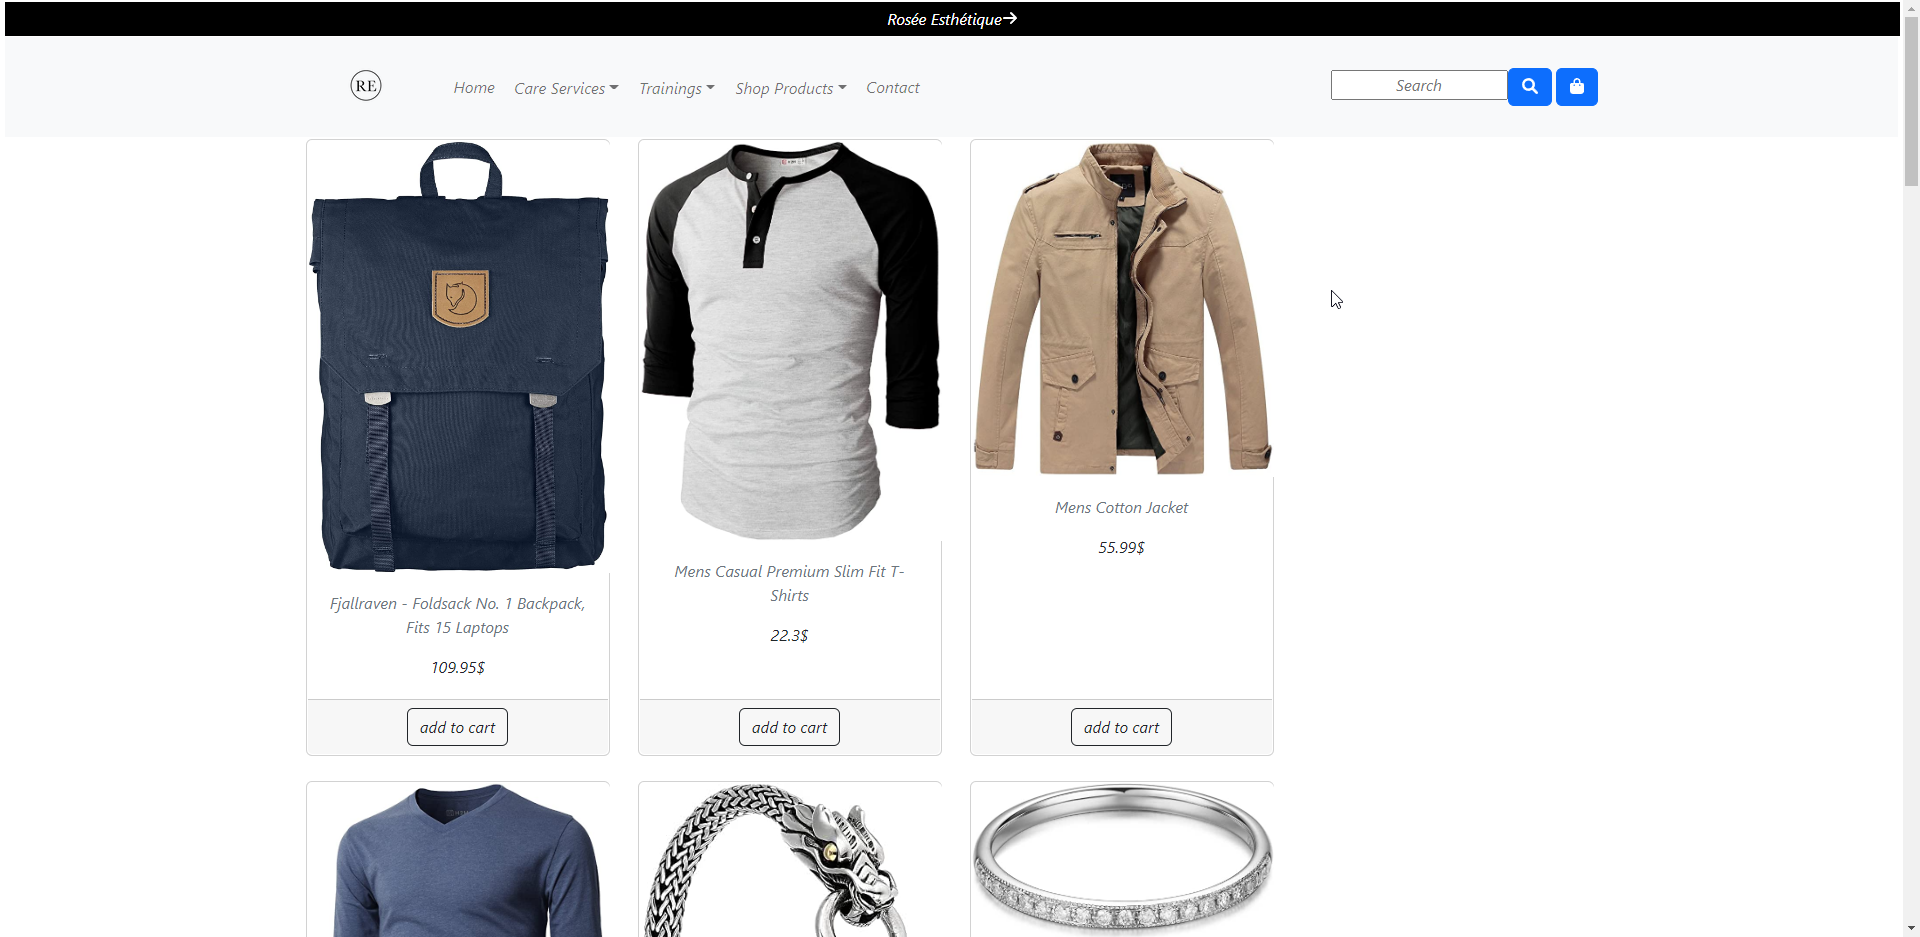 Rosée Esthétique
RE
Home
Care Services
Trainings
Shop Products
Contact
Search
Fjallraven - Foldsack No. 1 Backpack,
Fits 15 Laptops
109.95$
add to cart
Mens Casual Premium Slim Fit T-
Shirts
22.3$
add to cart
Mens Cotton Jacket
55.99$
add to cart